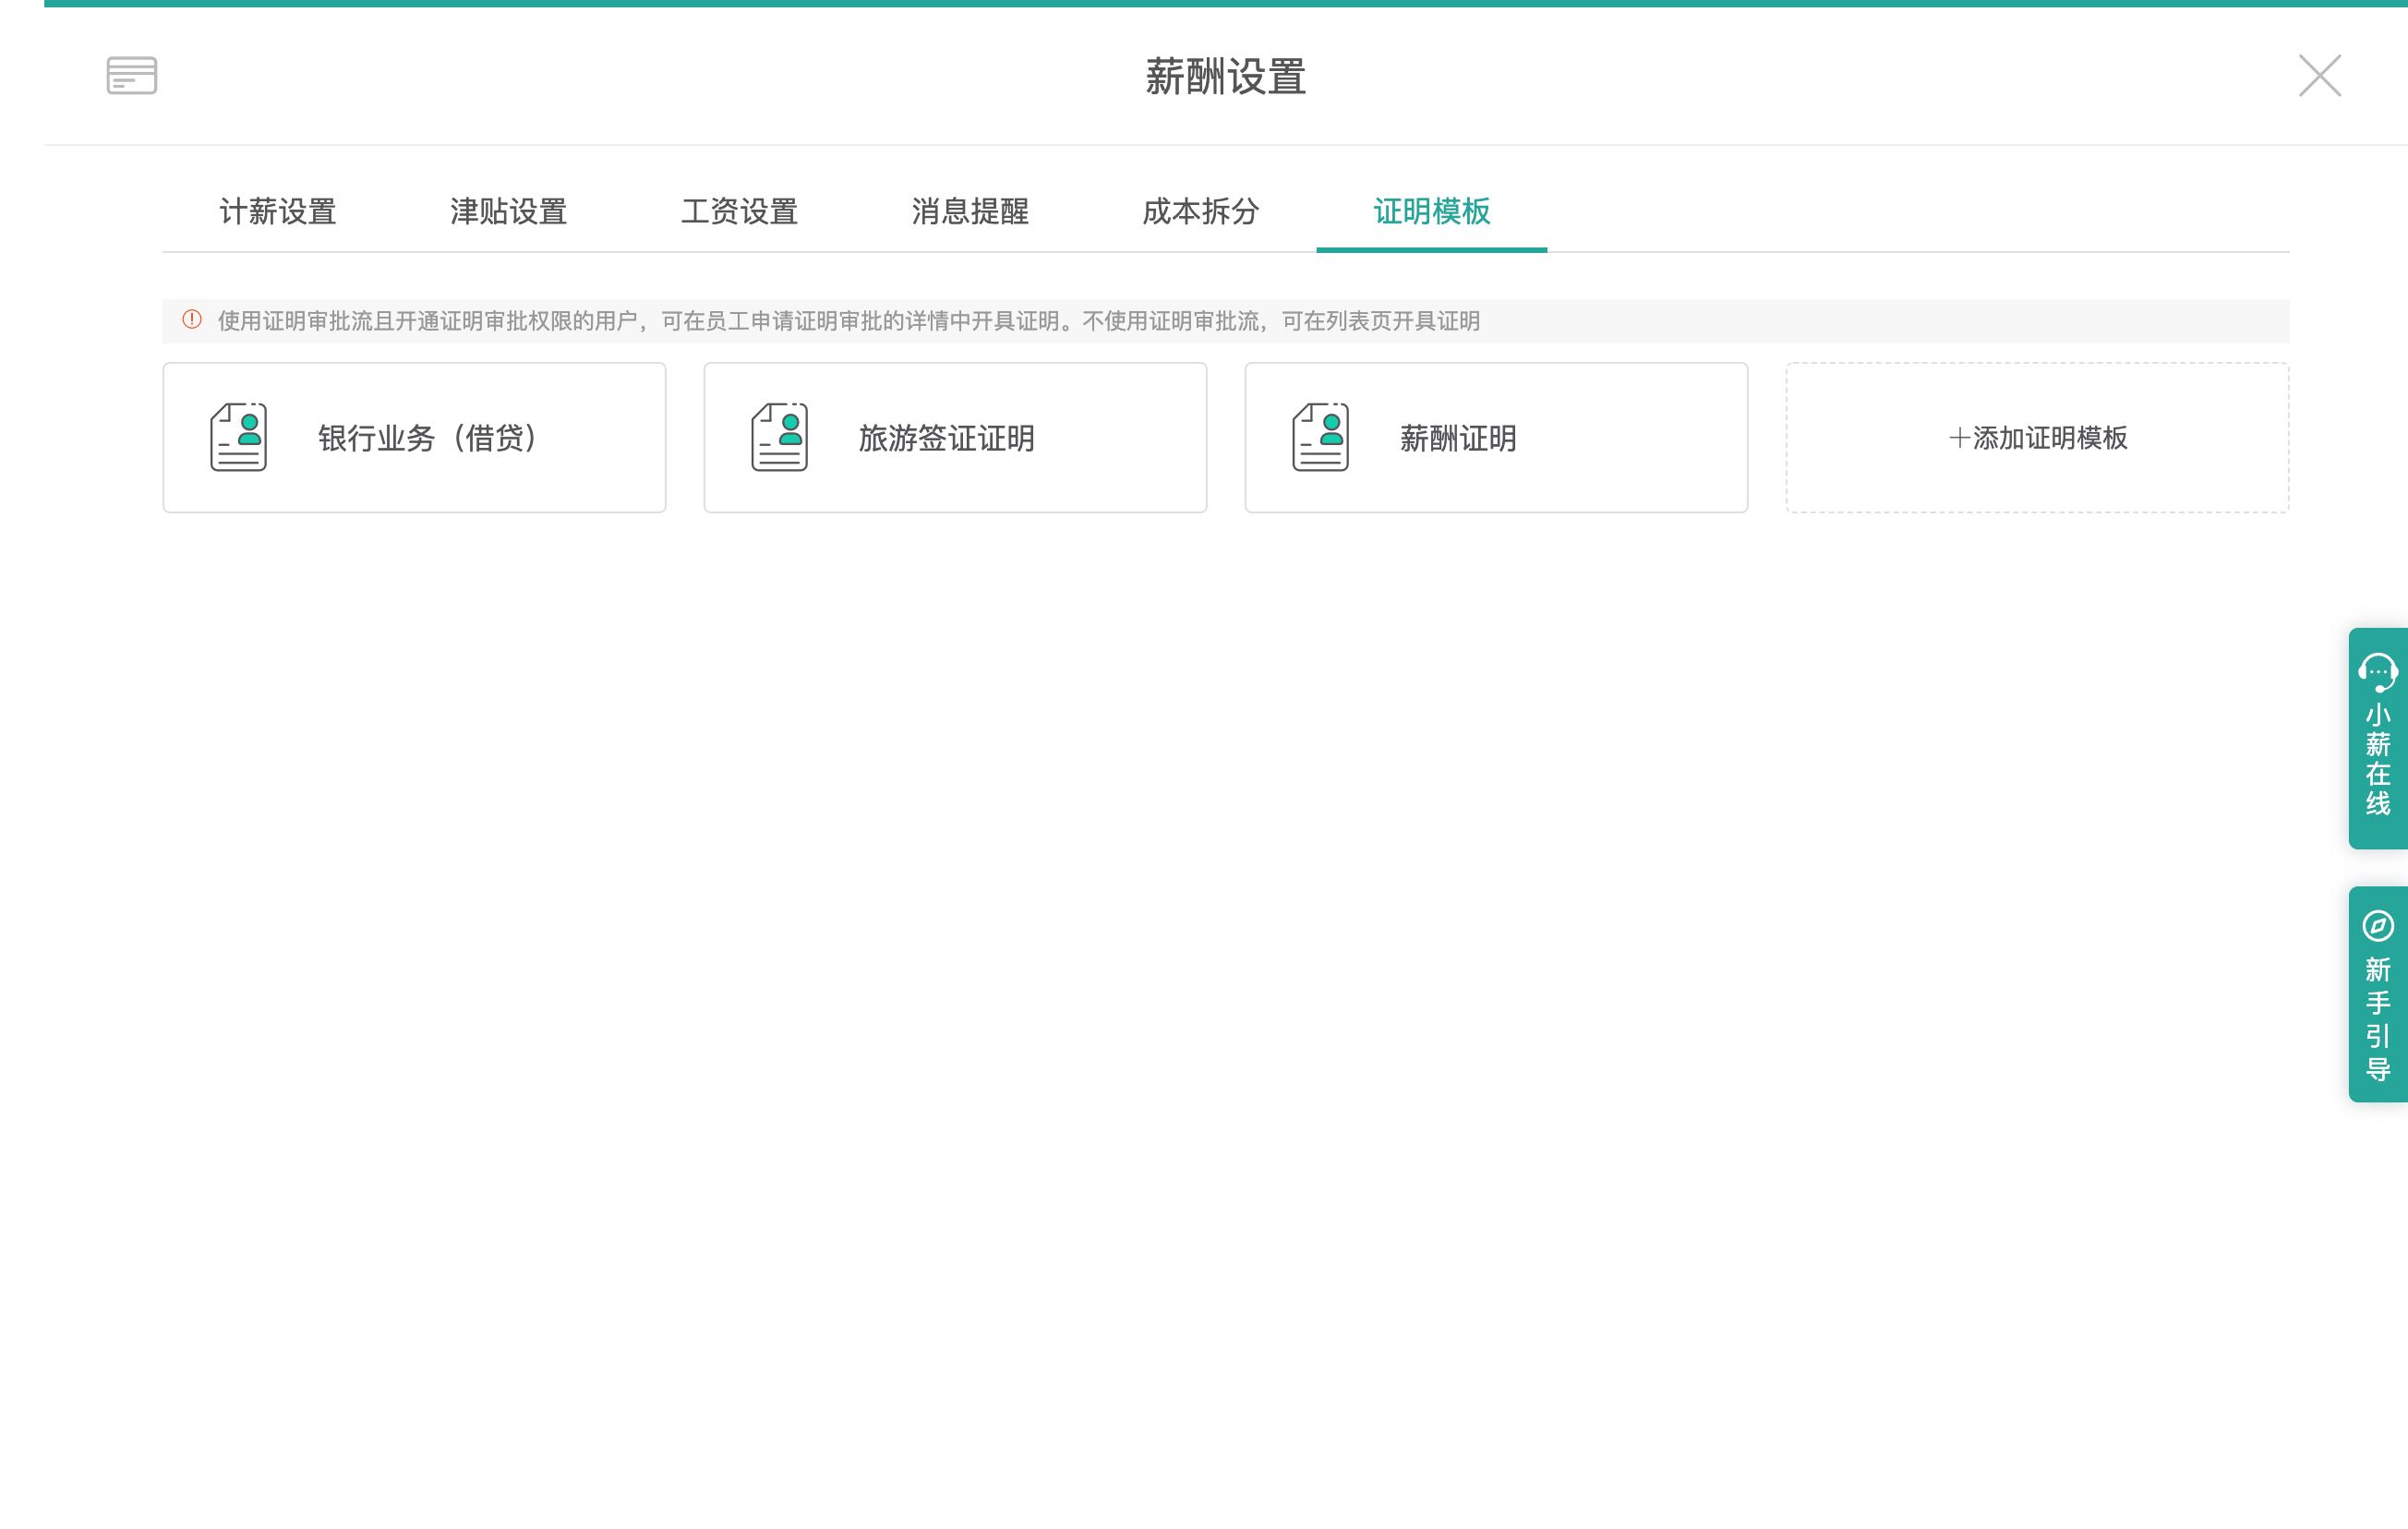 薪酬设置
计薪设置
津贴设置
工资设置
消息提醒
成本拆分
证明模板
使用证明审批流且开通证明审批权限的用户，可在员工申请证明审批的详情中开具证明。不使用证明审批流，可在列表页开具证明
银行业务（借贷）
旅游签证证明
薪酬证明
+添加证明模板
小薪在线
新手引导